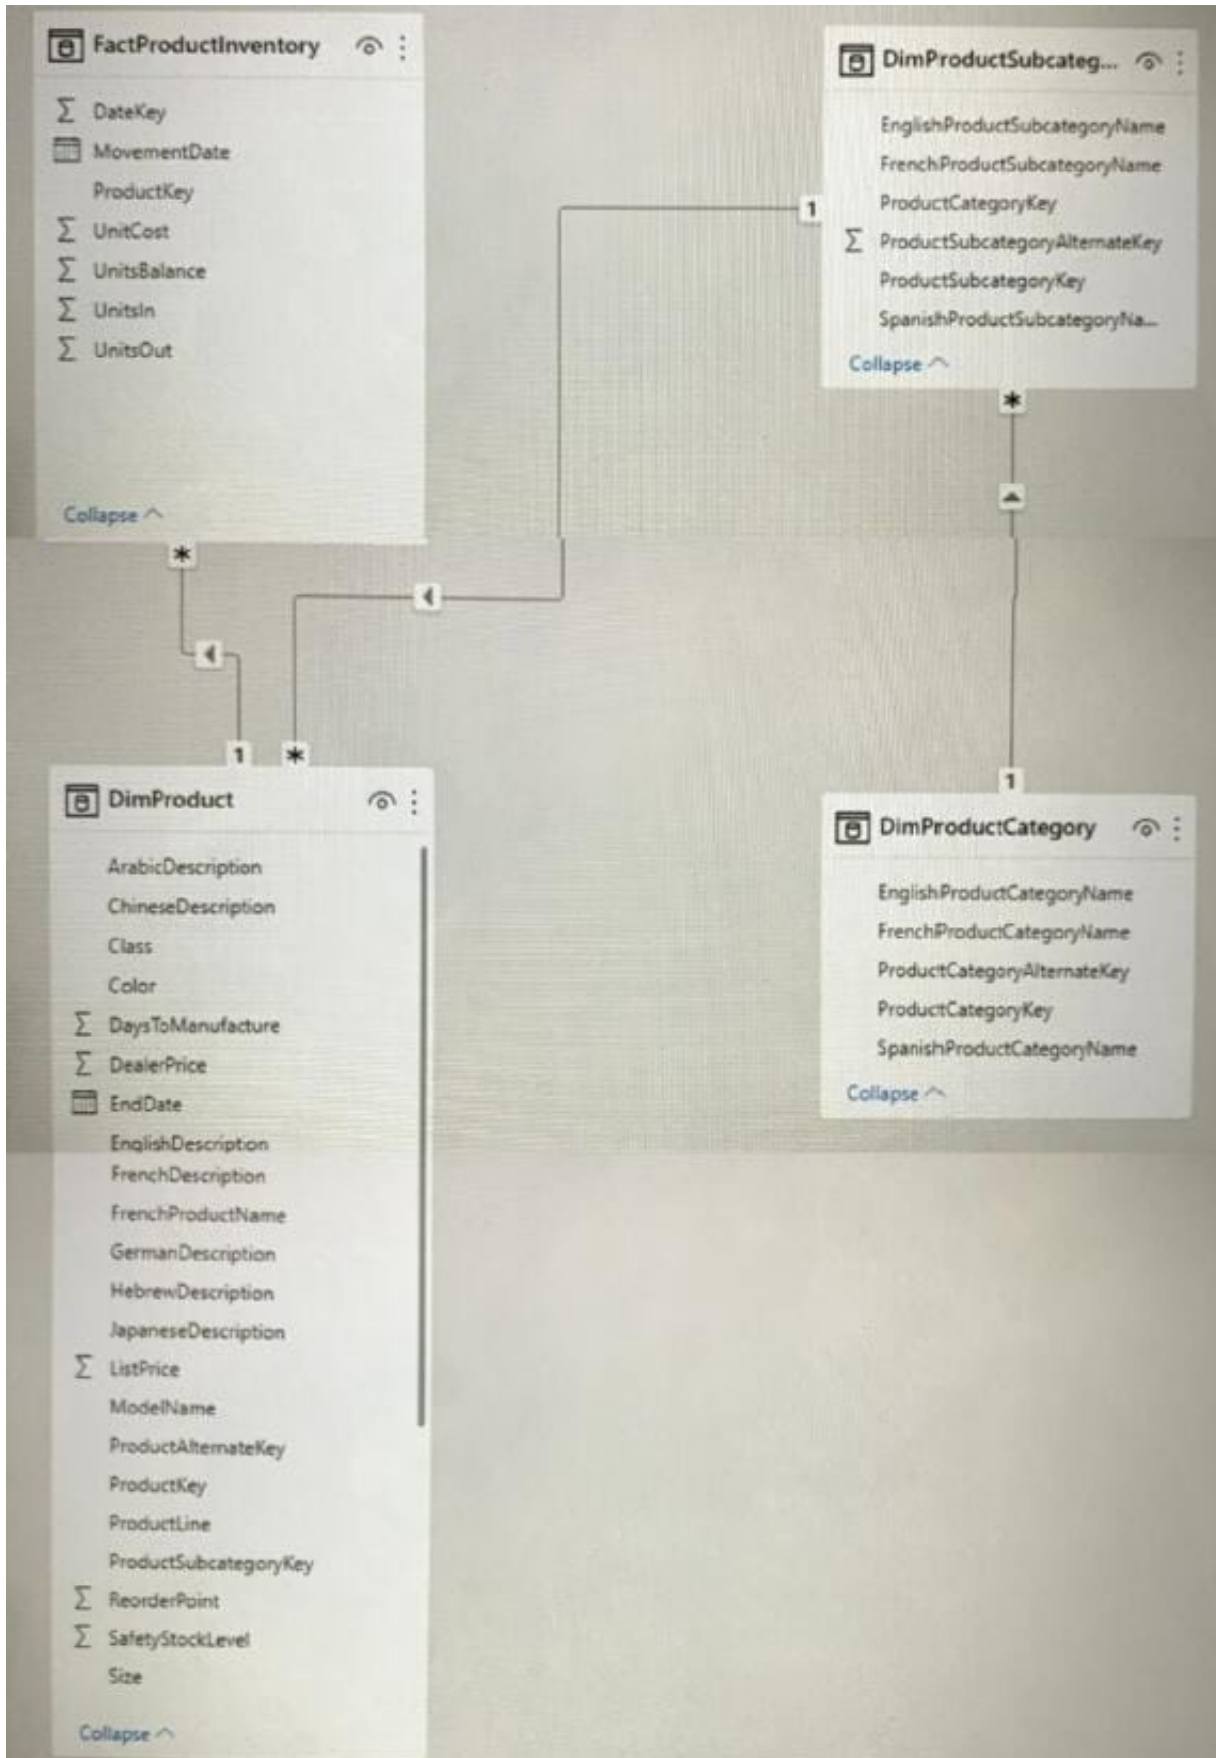 FactProductInventory
DateKey
MovementDate
ProductKey
UnitCost
UnitsBalance
UnitsIn
UnitsOut
Collapse
DimProductSubcateg...
EnglishProductSubcategoryName
FrenchProductSubcategoryName
ProductCategoryKey
ProductSubcategoryAlternateKey
ProductSubcategoryKey
SpanishProductSubcategoryNa...
Collapse
1
*
*
1
*
1
DimProduct
ArabicDescription
ChineseDescription
Class
Color
DaysToManufacture
DealerPrice
EndDate
EnglishDescription
FrenchDescription
FrenchProductName
GermanDescription
HebrewDescription
JapaneseDescription
ListPrice
ModelName
ProductAlternateKey
ProductKey
ProductLine
ProductSubcategoryKey
ReorderPoint
SafetyStockLevel
Size
Collapse
DimProductCategory
EnglishProductCategoryName
FrenchProductCategoryName
ProductCategoryAlternateKey
ProductCategoryKey
SpanishProductCategoryName
Collapse